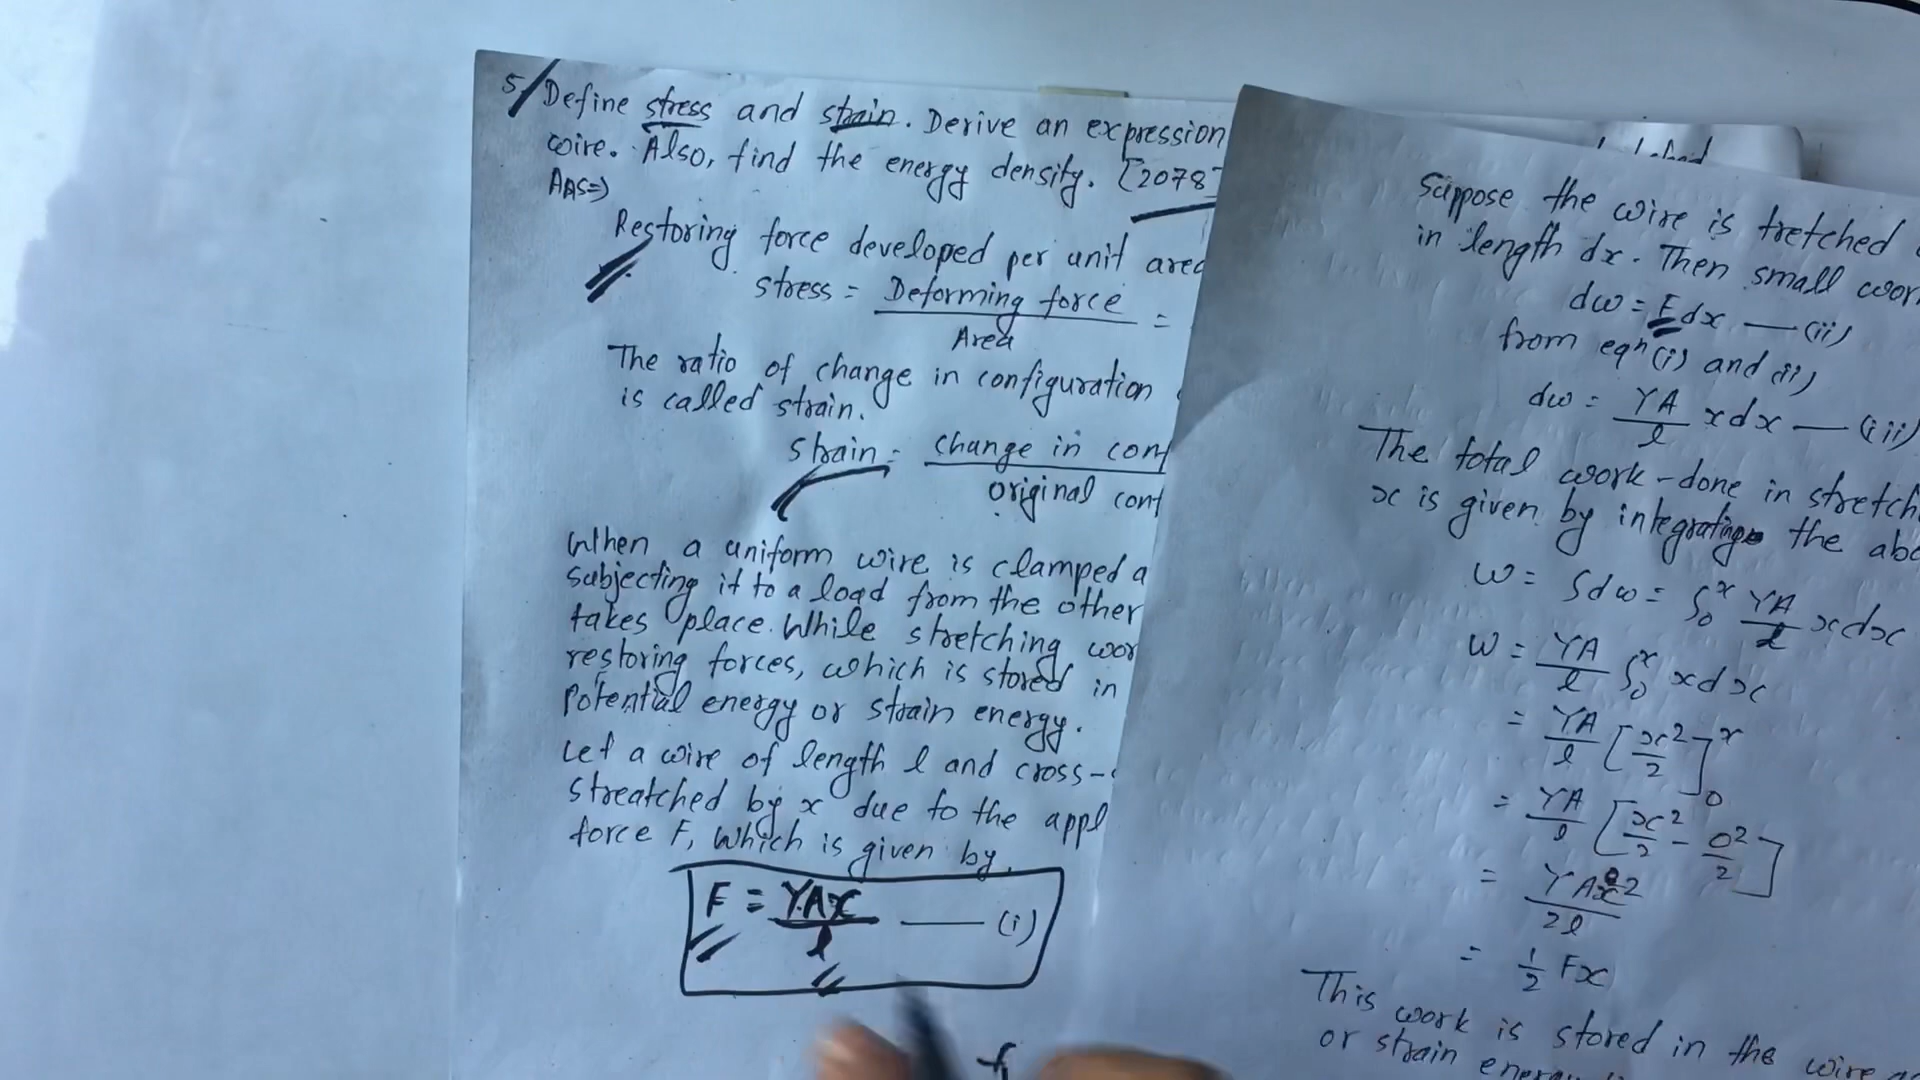 5/ Define stress and strain. Derive an expression
wire. Also, find the energy density. [2078]
Ans=>
Restoring force developed per unit area
stress = Deforming force =
Area
The ratio of change in configuration
is called strain.
strain = change in conf
original conf
When a uniform wire is clamped a
subjecting it to a load from the other
takes place. While stretching wor
restoring forces, which is stored in
potential energy or strain energy.
Let a wire of length l and cross-
streatched by x due to the appl
force F, which is given by.
F = YAx — (i)
l
Suppose the wire is tretched
in length dx. Then small wor
dw = Fdx — (ii)
from eqn (i) and (ii)
dw = YA x dx — (iii)
l
The total work-done in stretch
x is given by integrating the abo
w = ∫dw = ∫₀ˣ YA x dx
l
w = YA ∫₀ˣ x dx
l
= YA [x²/2]₀ˣ
l
= YA [x²/2 - 0²/2]
l
= YAx²
2l
= 1/2 Fx
This work is stored in the wire as
or strain